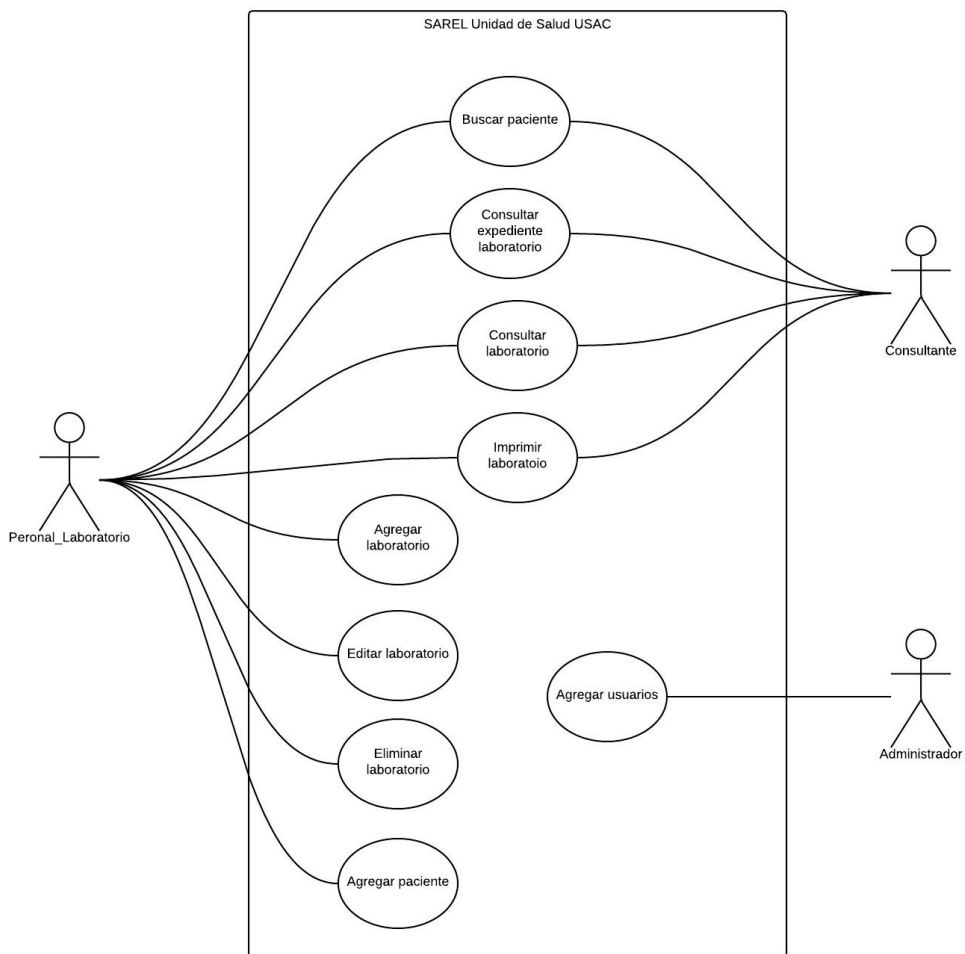 SAREL Unidad de Salud USAC
Buscar paciente
Consultar
expediente
laboratorio
Consultante
Consultar
laboratorio
Imprimir
laboratoio
Peronal_Laboratorio
Agregar
laboratorio
Editar laboratorio
Agregar usuarios
Administrador
Eliminar
laboratorio
Agregar paciente